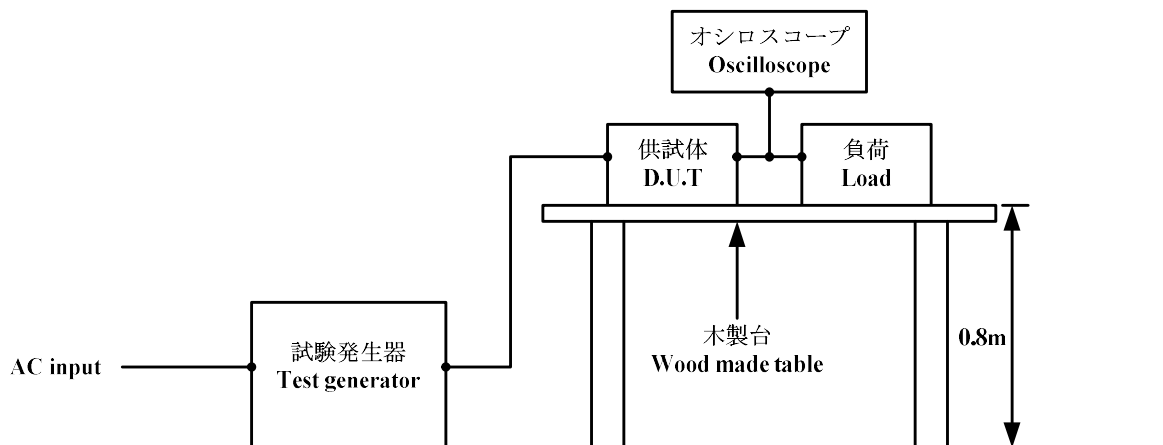 オシロスコープ
Oscilloscope
供試体
D.U.T
負荷
Load
木製台
Wood made table
0.8m
試験発生器
Test generator
AC input